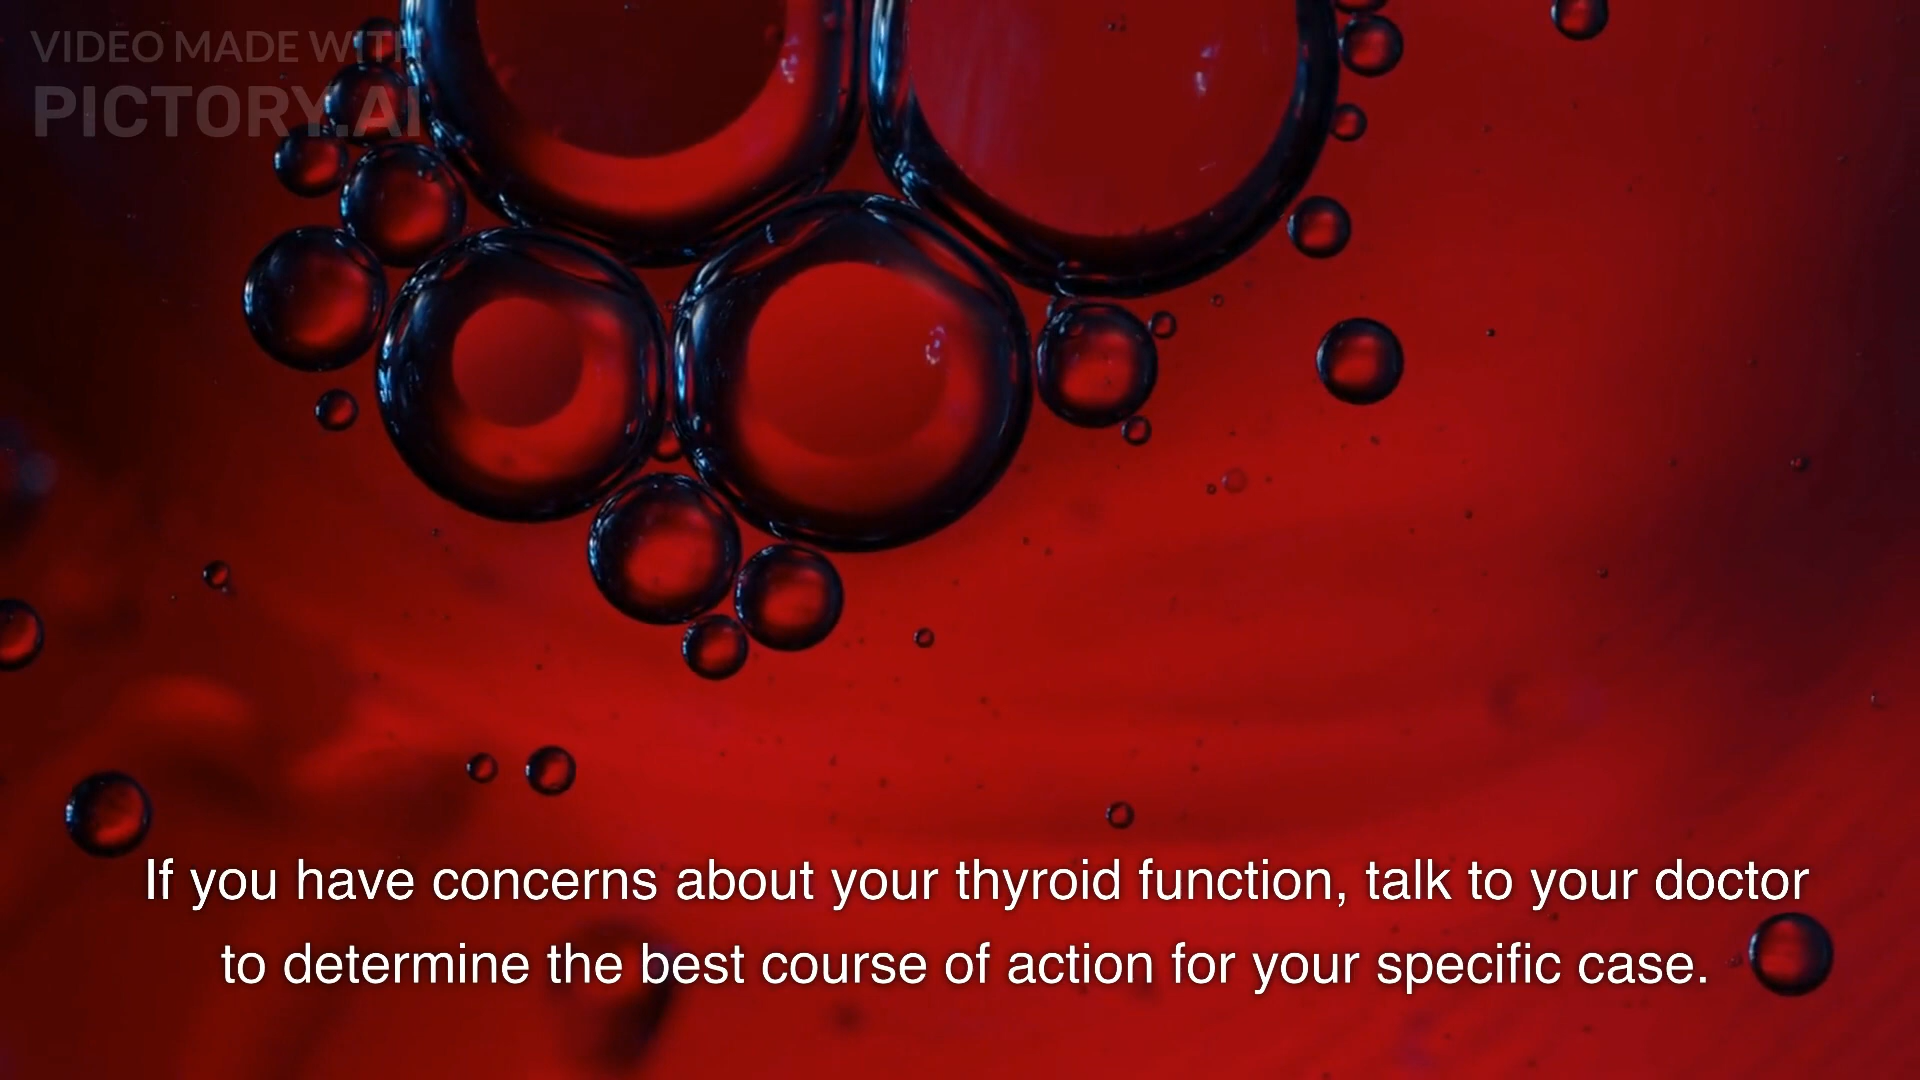 VIDEO MADE WITH
PICTORY.AI
If you have concerns about your thyroid function, talk to your doctor
to determine the best course of action for your specific case.